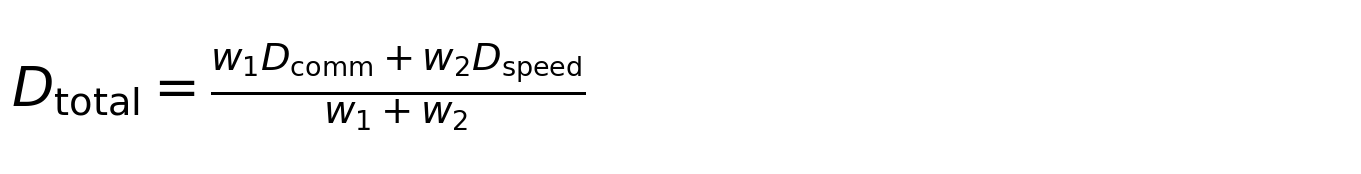 D_total = (w_1 D_comm + w_2 D_speed) / (w_1 + w_2)